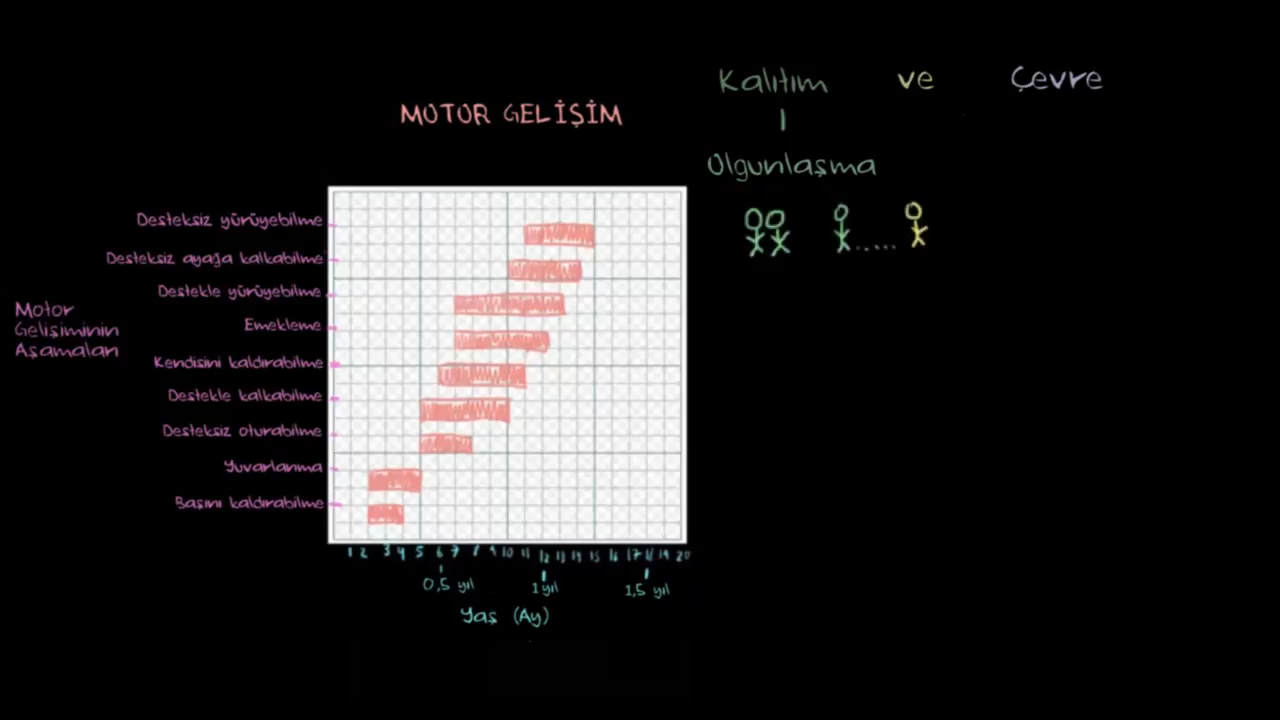 Kalıtım ve Çevre
MOTOR GELİŞİM
Olgunlaşma
Desteksiz yürüyebilme
Desteksiz ayağa kalkabilme
Destekle yürüyebilme
Emekleme
Motor
Gelişiminin
Aşamaları
Kendisini kaldırabilme
Destekle kalkabilme
Desteksiz oturabilme
Yuvarlanma
Başını kaldırabilme
1 2 3 4 5 6 7 8 9 10 11 12 13 14 15 16 17 18 19 20
0,5 yıl 1 yıl 1,5 yıl
Yaş (Ay)